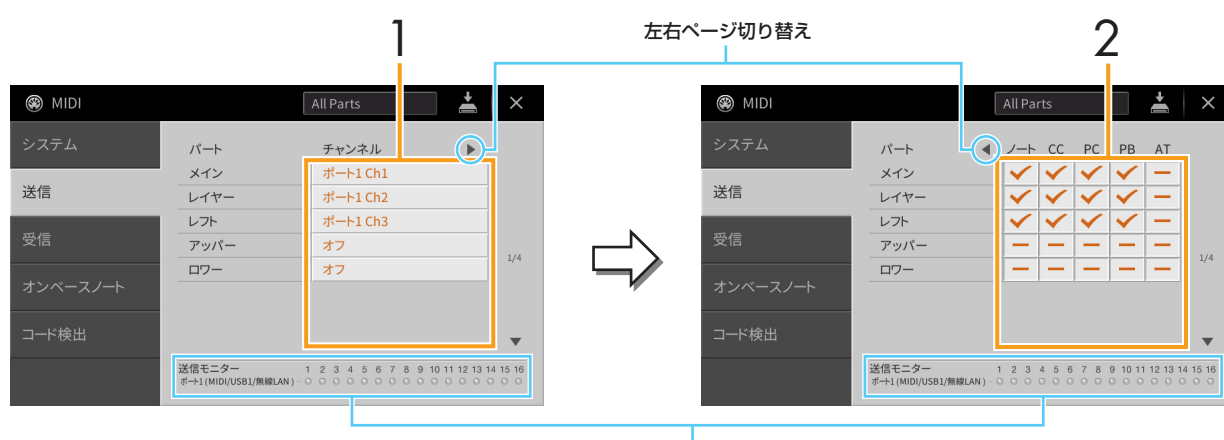 1
左右ページ切り替え
2
MIDI
All Parts
システム
送信
受信
オンベースノート
コード検出
パート チャンネル
メイン ポート1 Ch1
レイヤー ポート1 Ch2
レフト ポート1 Ch3
アッパー オフ
ロワー オフ
1/4
送信モニター 1 2 3 4 5 6 7 8 9 10 11 12 13 14 15 16
ポート1 (MIDI/USB1/無線LAN)
MIDI
All Parts
システム
送信
受信
オンベースノート
コード検出
パート ノート CC PC PB AT
メイン
レイヤー
レフト
アッパー
ロワー
1/4
送信モニター 1 2 3 4 5 6 7 8 9 10 11 12 13 14 15 16
ポート1 (MIDI/USB1/無線LAN)